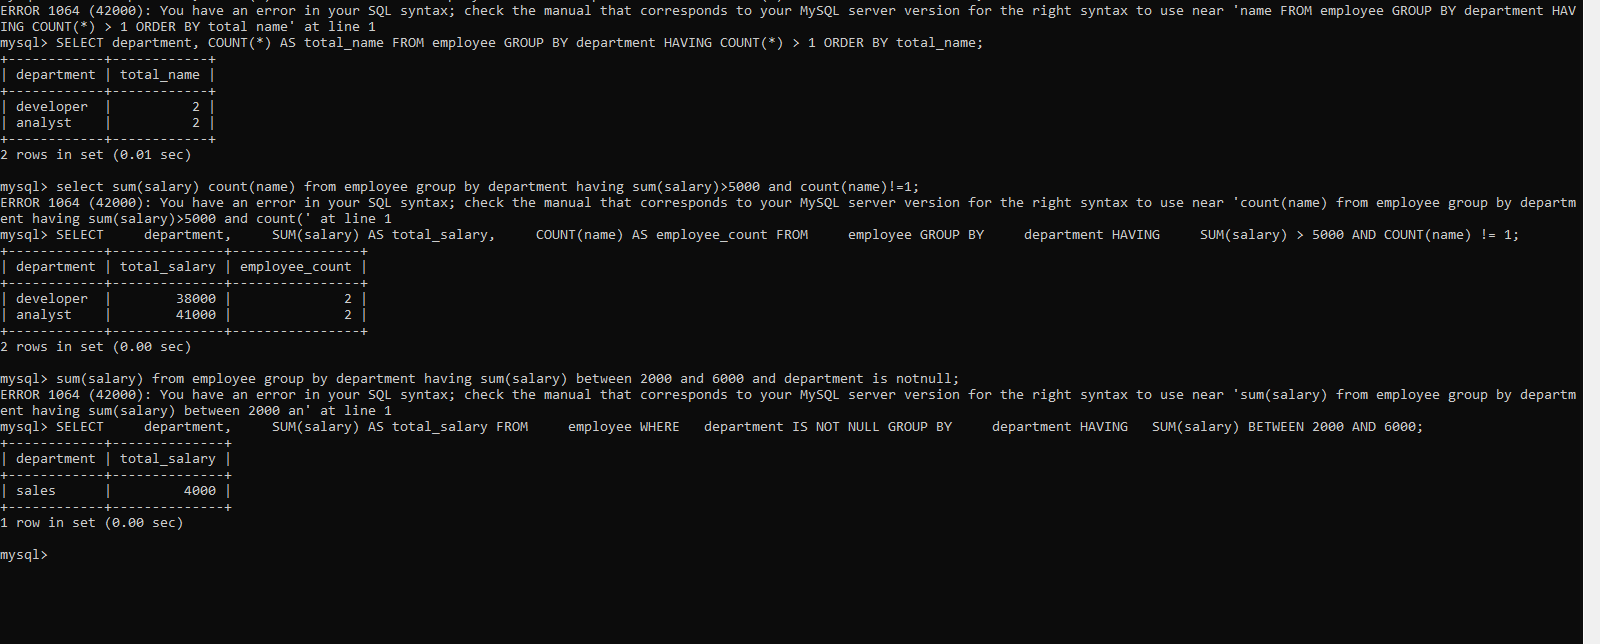 ERROR 1064 (42000): You have an error in your SQL syntax; check the manual that corresponds to your MySQL server version for the right syntax to use near 'name FROM employee GROUP BY department HAV
ING COUNT(*) > 1 ORDER BY total name' at line 1
mysql> SELECT department, COUNT(*) AS total_name FROM employee GROUP BY department HAVING COUNT(*) > 1 ORDER BY total_name;
+------------+------------+
| department | total_name |
+------------+------------+
| developer  |          2 |
| analyst    |          2 |
+------------+------------+
2 rows in set (0.01 sec)

mysql> select sum(salary) count(name) from employee group by department having sum(salary)>5000 and count(name)!=1;
ERROR 1064 (42000): You have an error in your SQL syntax; check the manual that corresponds to your MySQL server version for the right syntax to use near 'count(name) from employee group by departm
ent having sum(salary)>5000 and count(' at line 1
mysql> SELECT     department,     SUM(salary) AS total_salary,     COUNT(name) AS employee_count FROM     employee GROUP BY     department HAVING     SUM(salary) > 5000 AND COUNT(name) != 1;
+------------+--------------+----------------+
| department | total_salary | employee_count |
+------------+--------------+----------------+
| developer  |        38000 |              2 |
| analyst    |        41000 |              2 |
+------------+--------------+----------------+
2 rows in set (0.00 sec)

mysql> sum(salary) from employee group by department having sum(salary) between 2000 and 6000 and department is notnull;
ERROR 1064 (42000): You have an error in your SQL syntax; check the manual that corresponds to your MySQL server version for the right syntax to use near 'sum(salary) from employee group by departm
ent having sum(salary) between 2000 an' at line 1
mysql> SELECT     department,     SUM(salary) AS total_salary FROM     employee WHERE   department IS NOT NULL GROUP BY     department HAVING   SUM(salary) BETWEEN 2000 AND 6000;
+------------+--------------+
| department | total_salary |
+------------+--------------+
| sales      |         4000 |
+------------+--------------+
1 row in set (0.00 sec)

mysql>